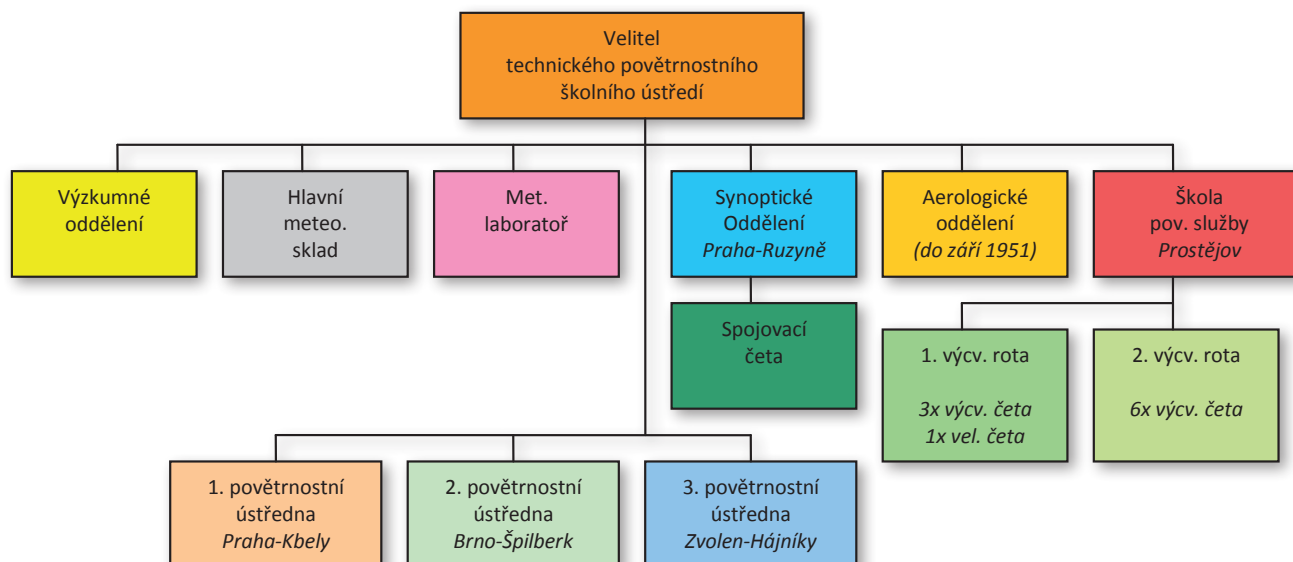 Velitel
technického povětrnostního
školního ústředí
Výzkumné
oddělení
Hlavní
meteo.
sklad
Met.
laboratoř
Synoptické
Oddělení
Praha-Ruzyně
Aerologické
oddělení
(do září 1951)
Škola
pov. služby
Prostějov
Spojovací
četa
1. výcv. rota
3x výcv. četa
1x vel. četa
2. výcv. rota
6x výcv. četa
1. povětrnostní
ústředna
Praha-Kbely
2. povětrnostní
ústředna
Brno-Špilberk
3. povětrnostní
ústředna
Zvolen-Hájníky